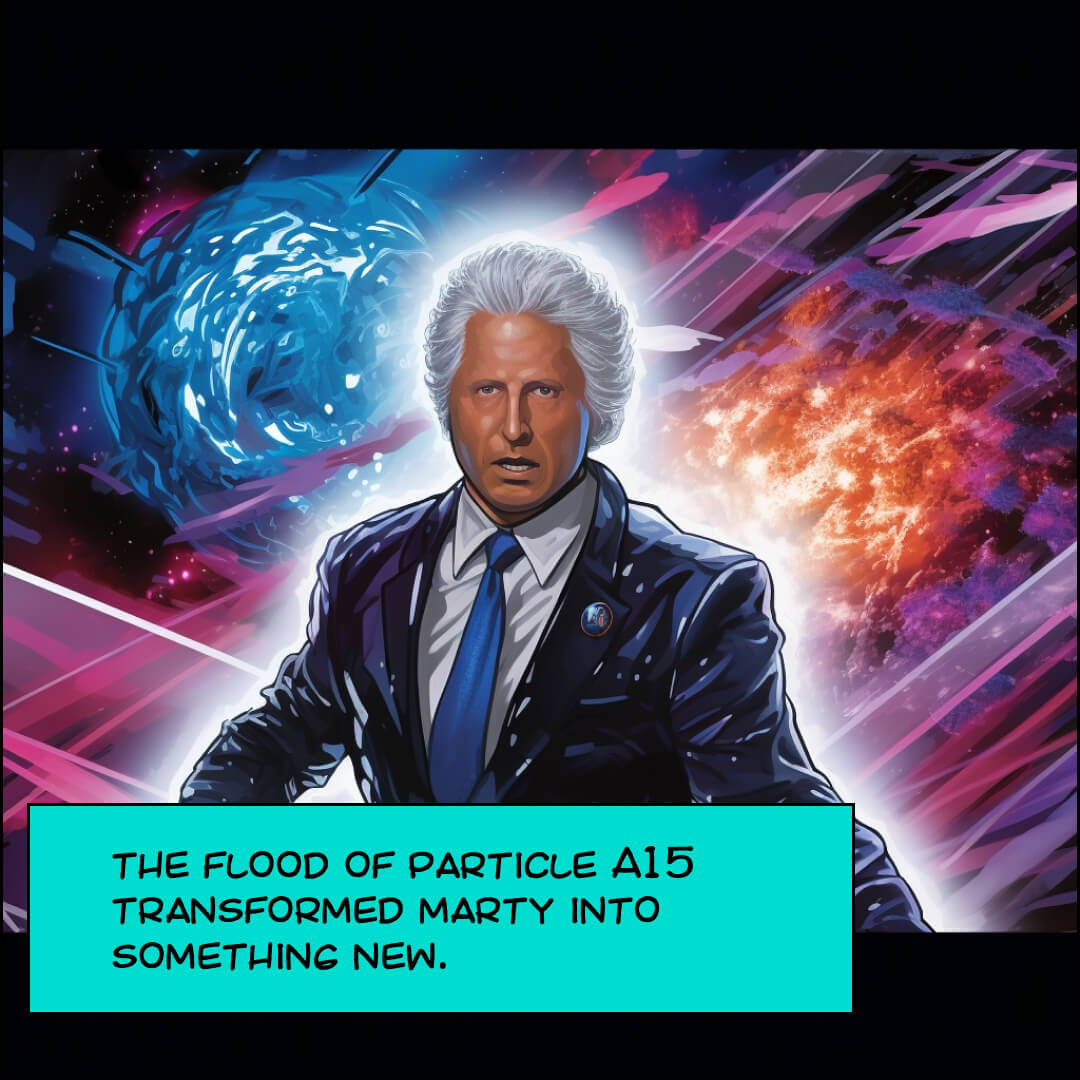 THE FLOOD OF PARTICLE A15
TRANSFORMED MARTY INTO
SOMETHING NEW.